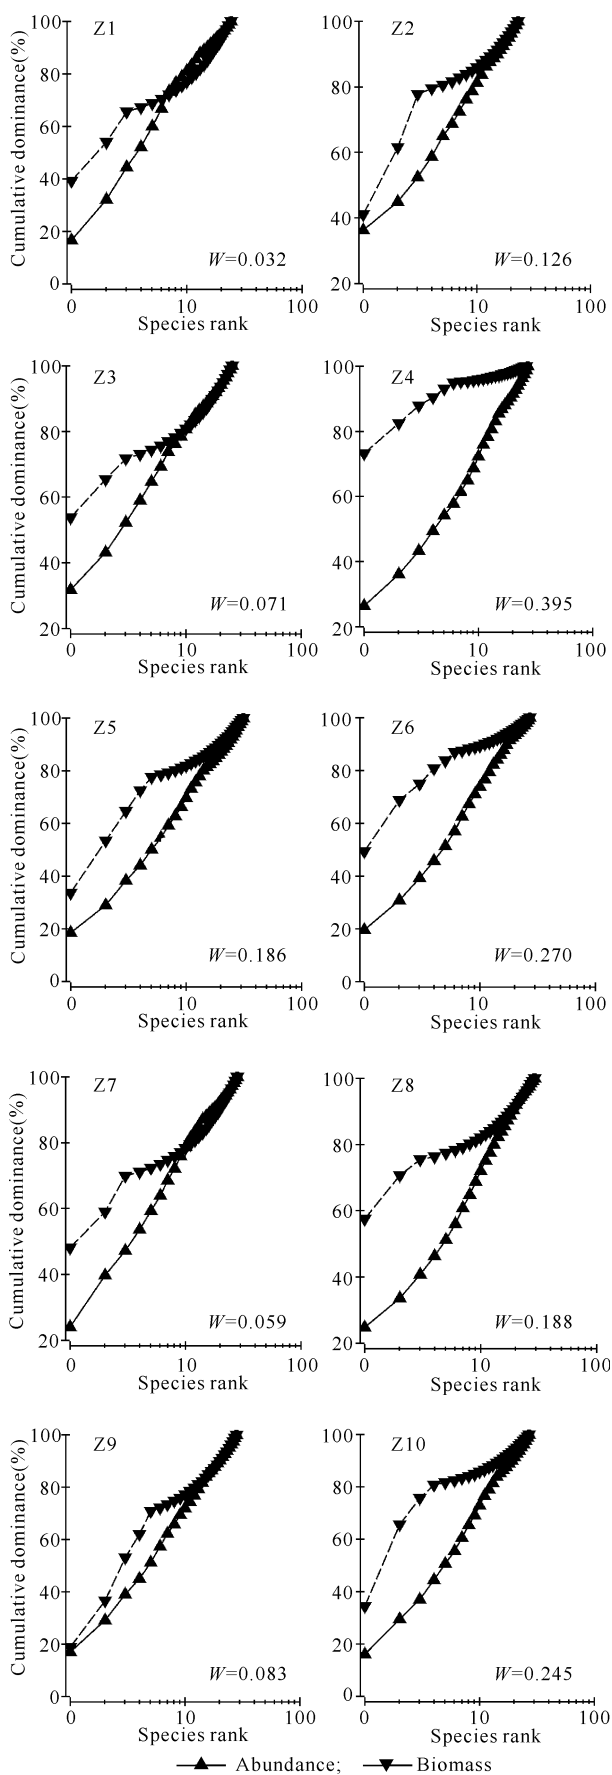 Z1
Cumulative dominance(%)
100
80
60
40
20
0
W=0.032
0 10 100
Species rank
Z2
100
80
60
40
20
W=0.126
0 10 100
Species rank
Z3
Cumulative dominance(%)
100
80
60
40
20
W=0.071
0 10 100
Species rank
Z4
100
80
60
40
20
W=0.395
0 10 100
Species rank
Z5
Cumulative dominance(%)
100
80
60
40
20
0
W=0.186
0 10 100
Species rank
Z6
100
80
60
40
20
0
W=0.270
0 10 100
Species rank
Z7
Cumulative dominance(%)
100
80
60
40
20
W=0.059
0 10 100
Species rank
Z8
100
80
60
40
20
W=0.188
0 10 100
Species rank
Z9
Cumulative dominance(%)
100
80
60
40
20
0
W=0.083
0 10 100
Species rank
Z10
100
80
60
40
20
0
W=0.245
0 10 100
Species rank
Abundance; Biomass